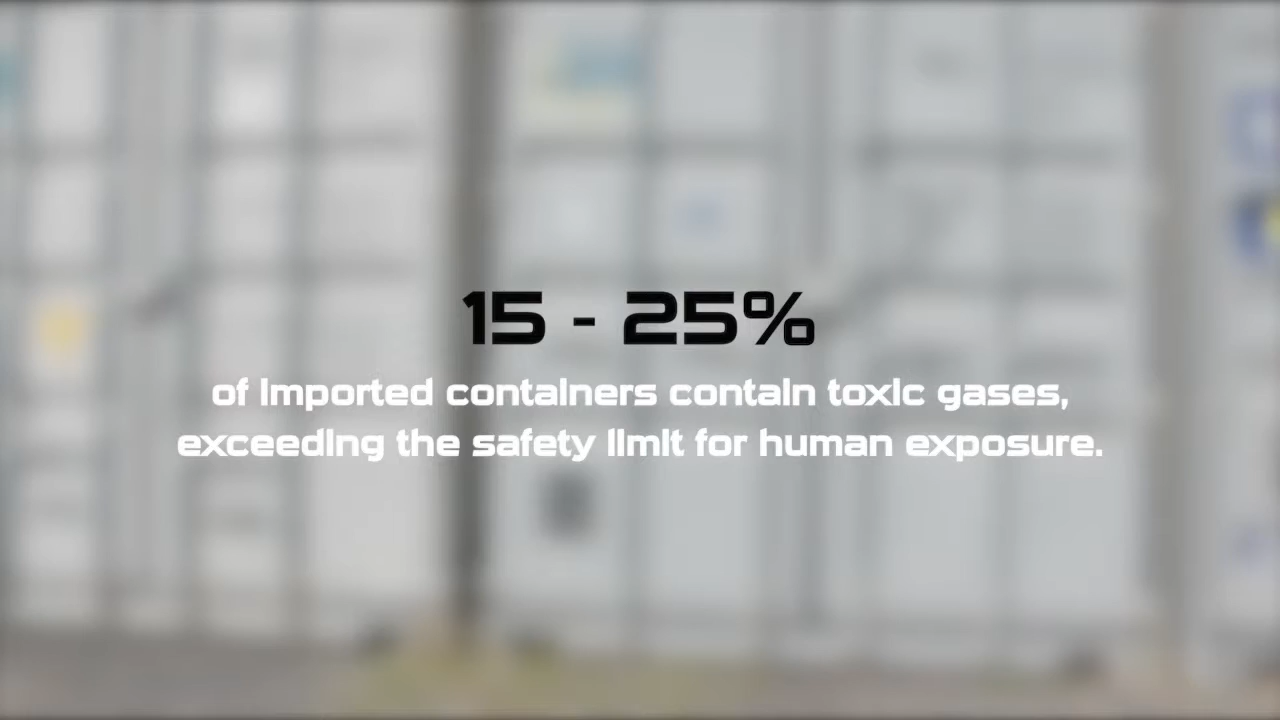 15 - 25%
of imported containers contain toxic gases,
exceeding the safety limit for human exposure.